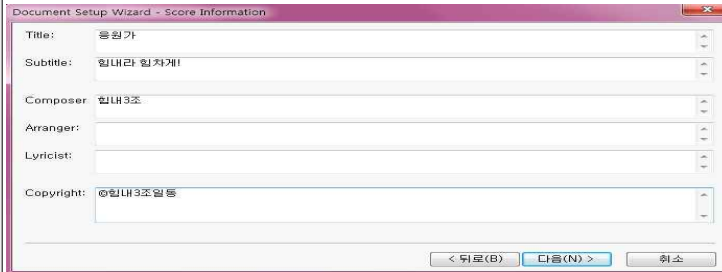 Document Setup Wizard - Score Information
Title: 응원가
Subtitle: 힘내라 힘차게!
Composer 힘내3조
Arranger:
Lyricist:
Copyright: ©힘내3조일동
< 뒤로(B) 다음(N) > 취소